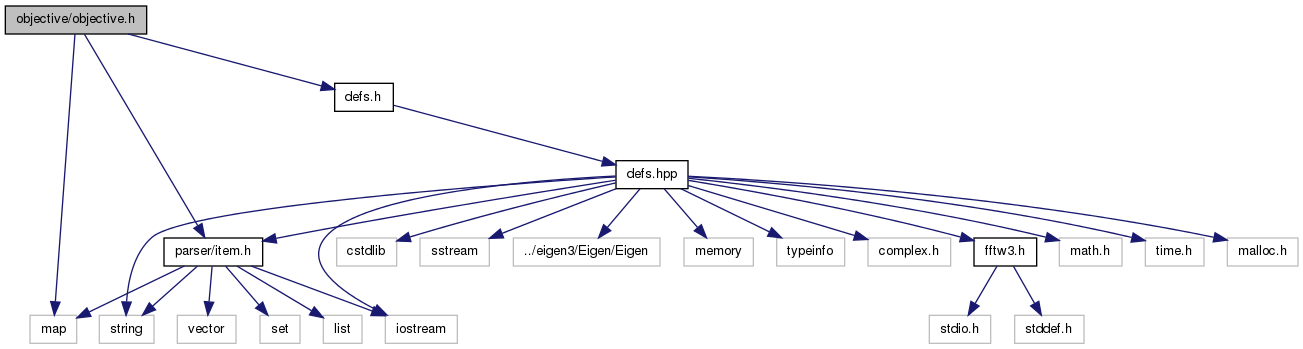 objective/objective.h
defs.h
defs.hpp
parser/item.h
cstdlib
sstream
../eigen3/Eigen/Eigen
memory
typeinfo
complex.h
fftw3.h
math.h
time.h
malloc.h
map
string
vector
set
list
iostream
stdio.h
stddef.h